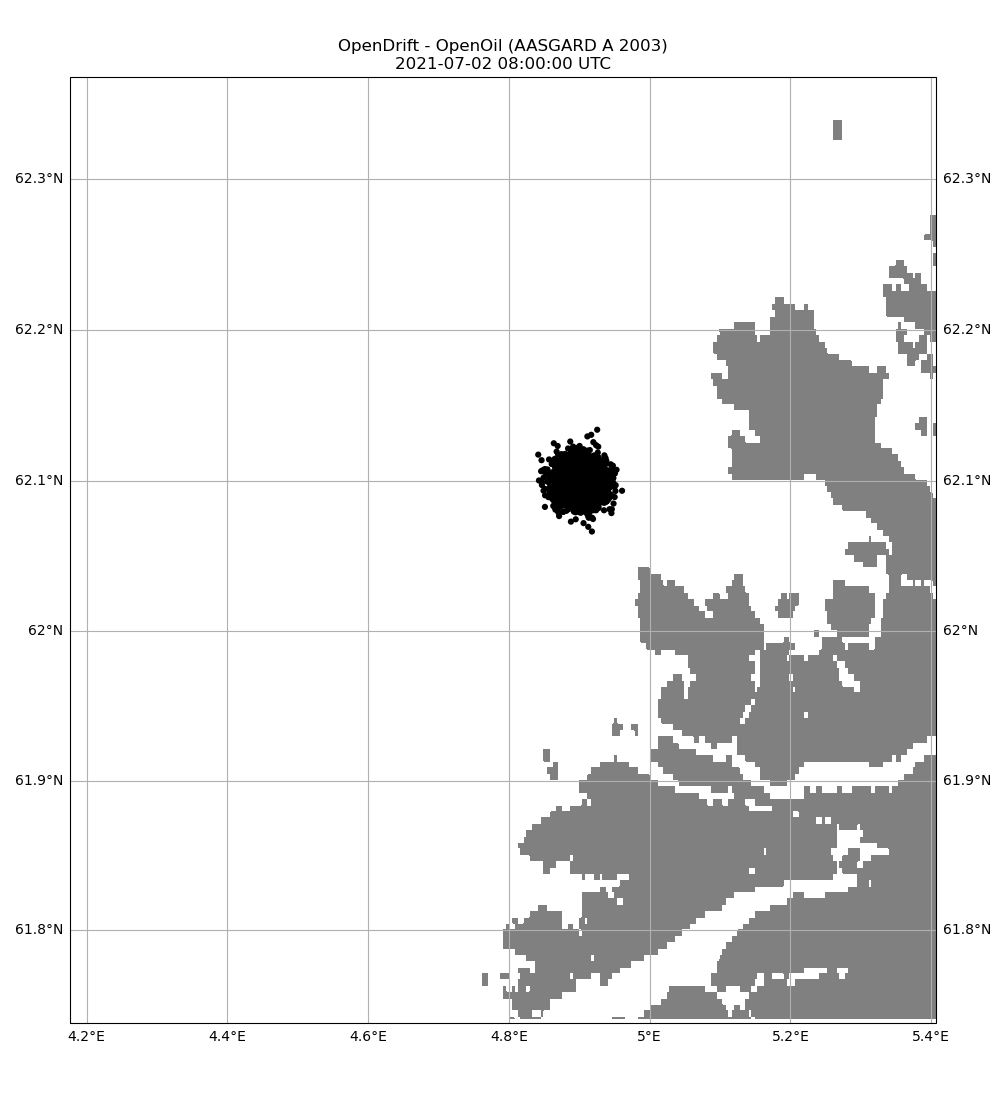 OpenDrift - OpenOil (AASGARD A 2003)
2021-07-02 08:00:00 UTC
62.3°N 62.3°N
62.2°N 62.2°N
62.1°N 62.1°N
62°N 62°N
61.9°N 61.9°N
61.8°N 61.8°N
4.2°E 4.4°E 4.6°E 4.8°E 5°E 5.2°E 5.4°E